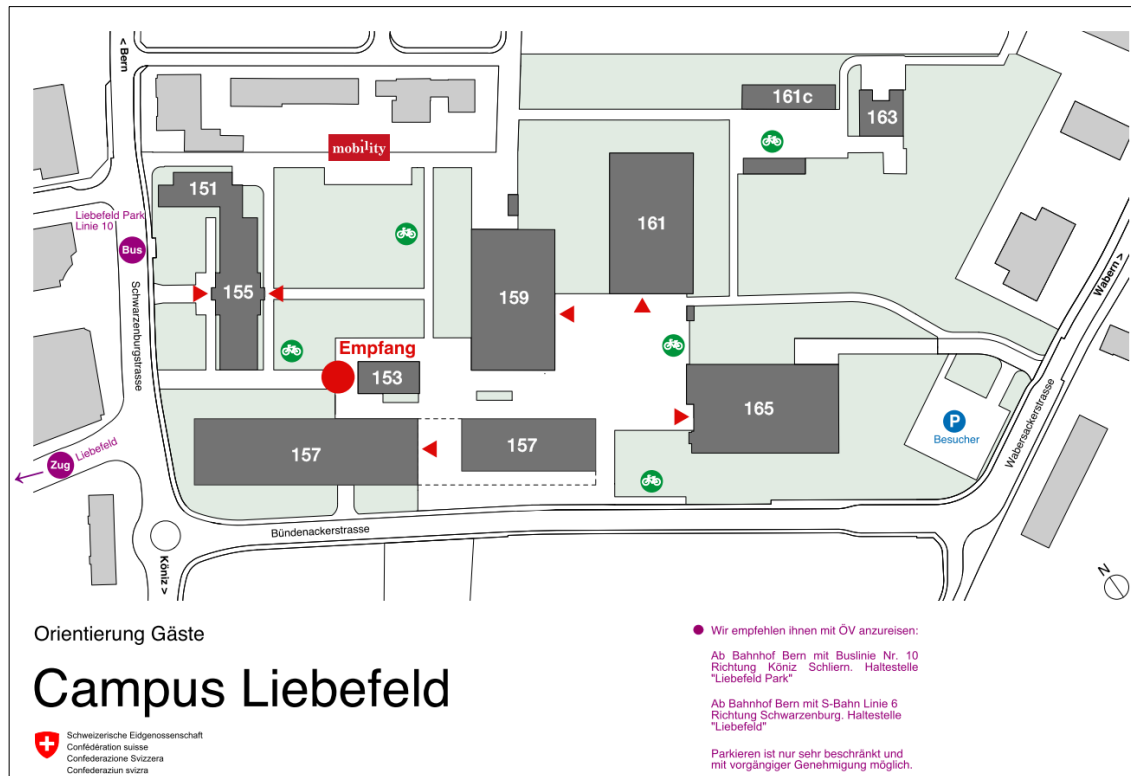 < Bern
161c
163
mobility
151
Liebefeld Park
Linie 10
Bus
161
155
159
Wabern >
Schwarzenburgstrasse
Empfang
153
165
P
Besucher
157
157
Zug
Liebefeld
Wabersackerstrasse
Bündenackerstrasse
Köniz >
N
Orientierung Gäste
Campus Liebefeld
Schweizerische Eidgenossenschaft
Confédération suisse
Confederazione Svizzera
Confederaziun svizra
Wir empfehlen ihnen mit ÖV anzureisen:
Ab Bahnhof Bern mit Buslinie Nr. 10
Richtung Köniz Schliern. Haltestelle
"Liebefeld Park"
Ab Bahnhof Bern mit S-Bahn Linie 6
Richtung Schwarzenburg. Haltestelle
"Liebefeld"
Parkieren ist nur sehr beschränkt und
mit vorgängiger Genehmigung möglich.